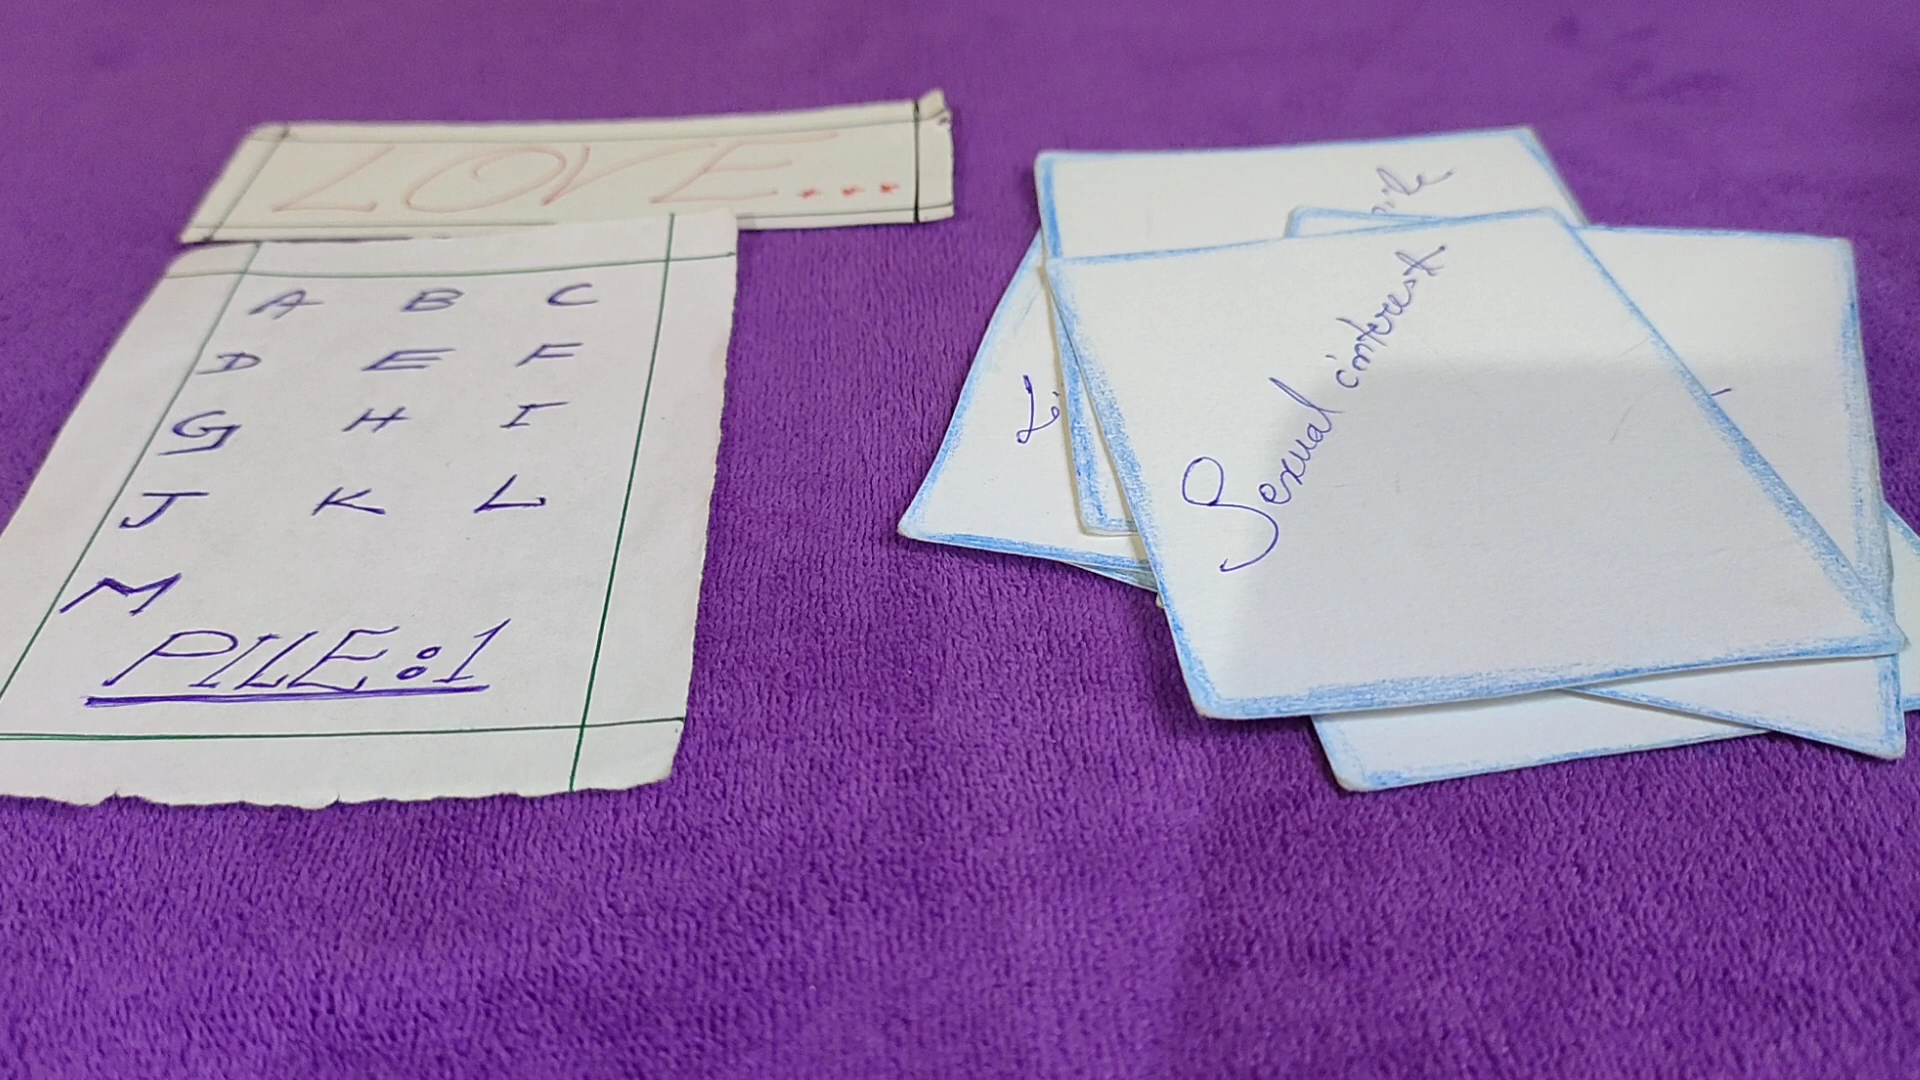 LOVE...
A B C
D E F
G H I
J K L
M
PILE:1
Sexual interest